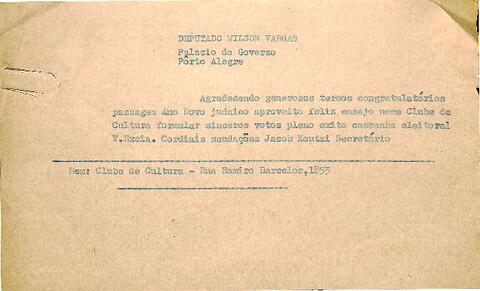 DEPUTADO WILSON VARGAS
Palacio do Governo
Pôrto Alegre
Agradecendo generosos termos congratulatórios
passagem Ano Novo judaico aproveito feliz ensejo nome Clube de
Cultura formular sinceros votos pleno exito campanha eleitoral
V.Excia. Cordiais saudações Jacob Koutzi Secretário
Rem: Clube de Cultura - Rua Ramiro Barcelos,1853